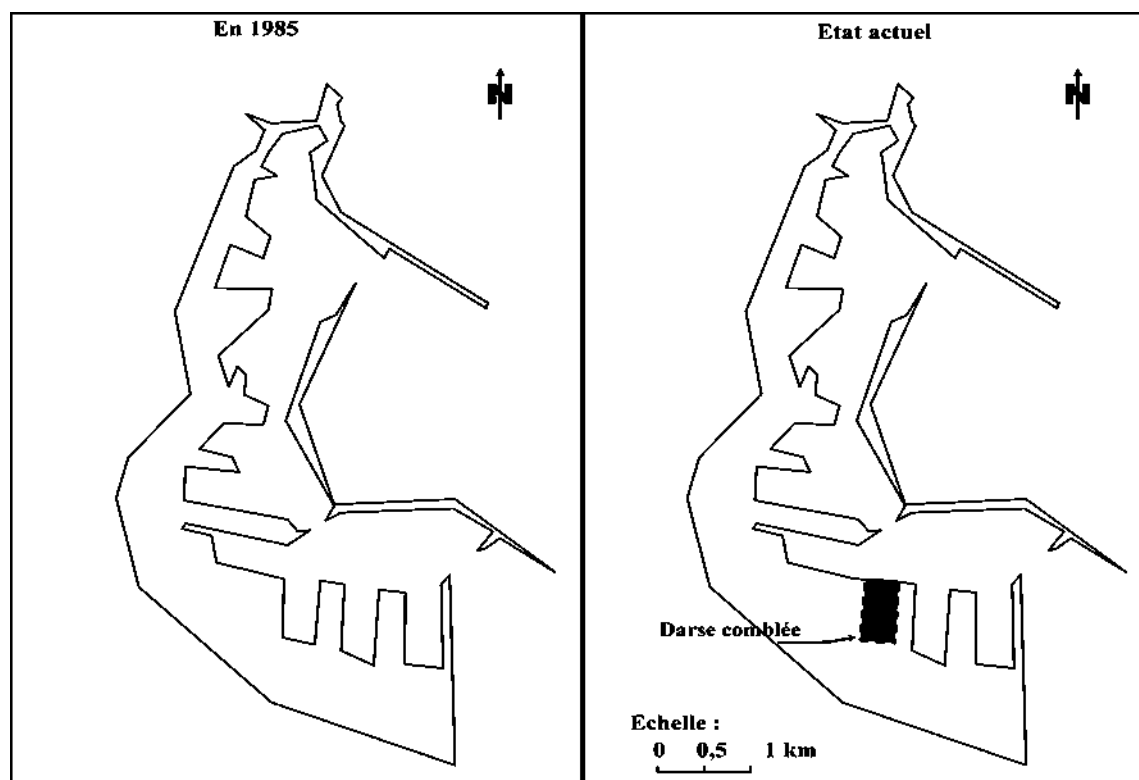 En 1985
N
Etat actuel
N
Darse comblée
Echelle :
0 0,5 1 km